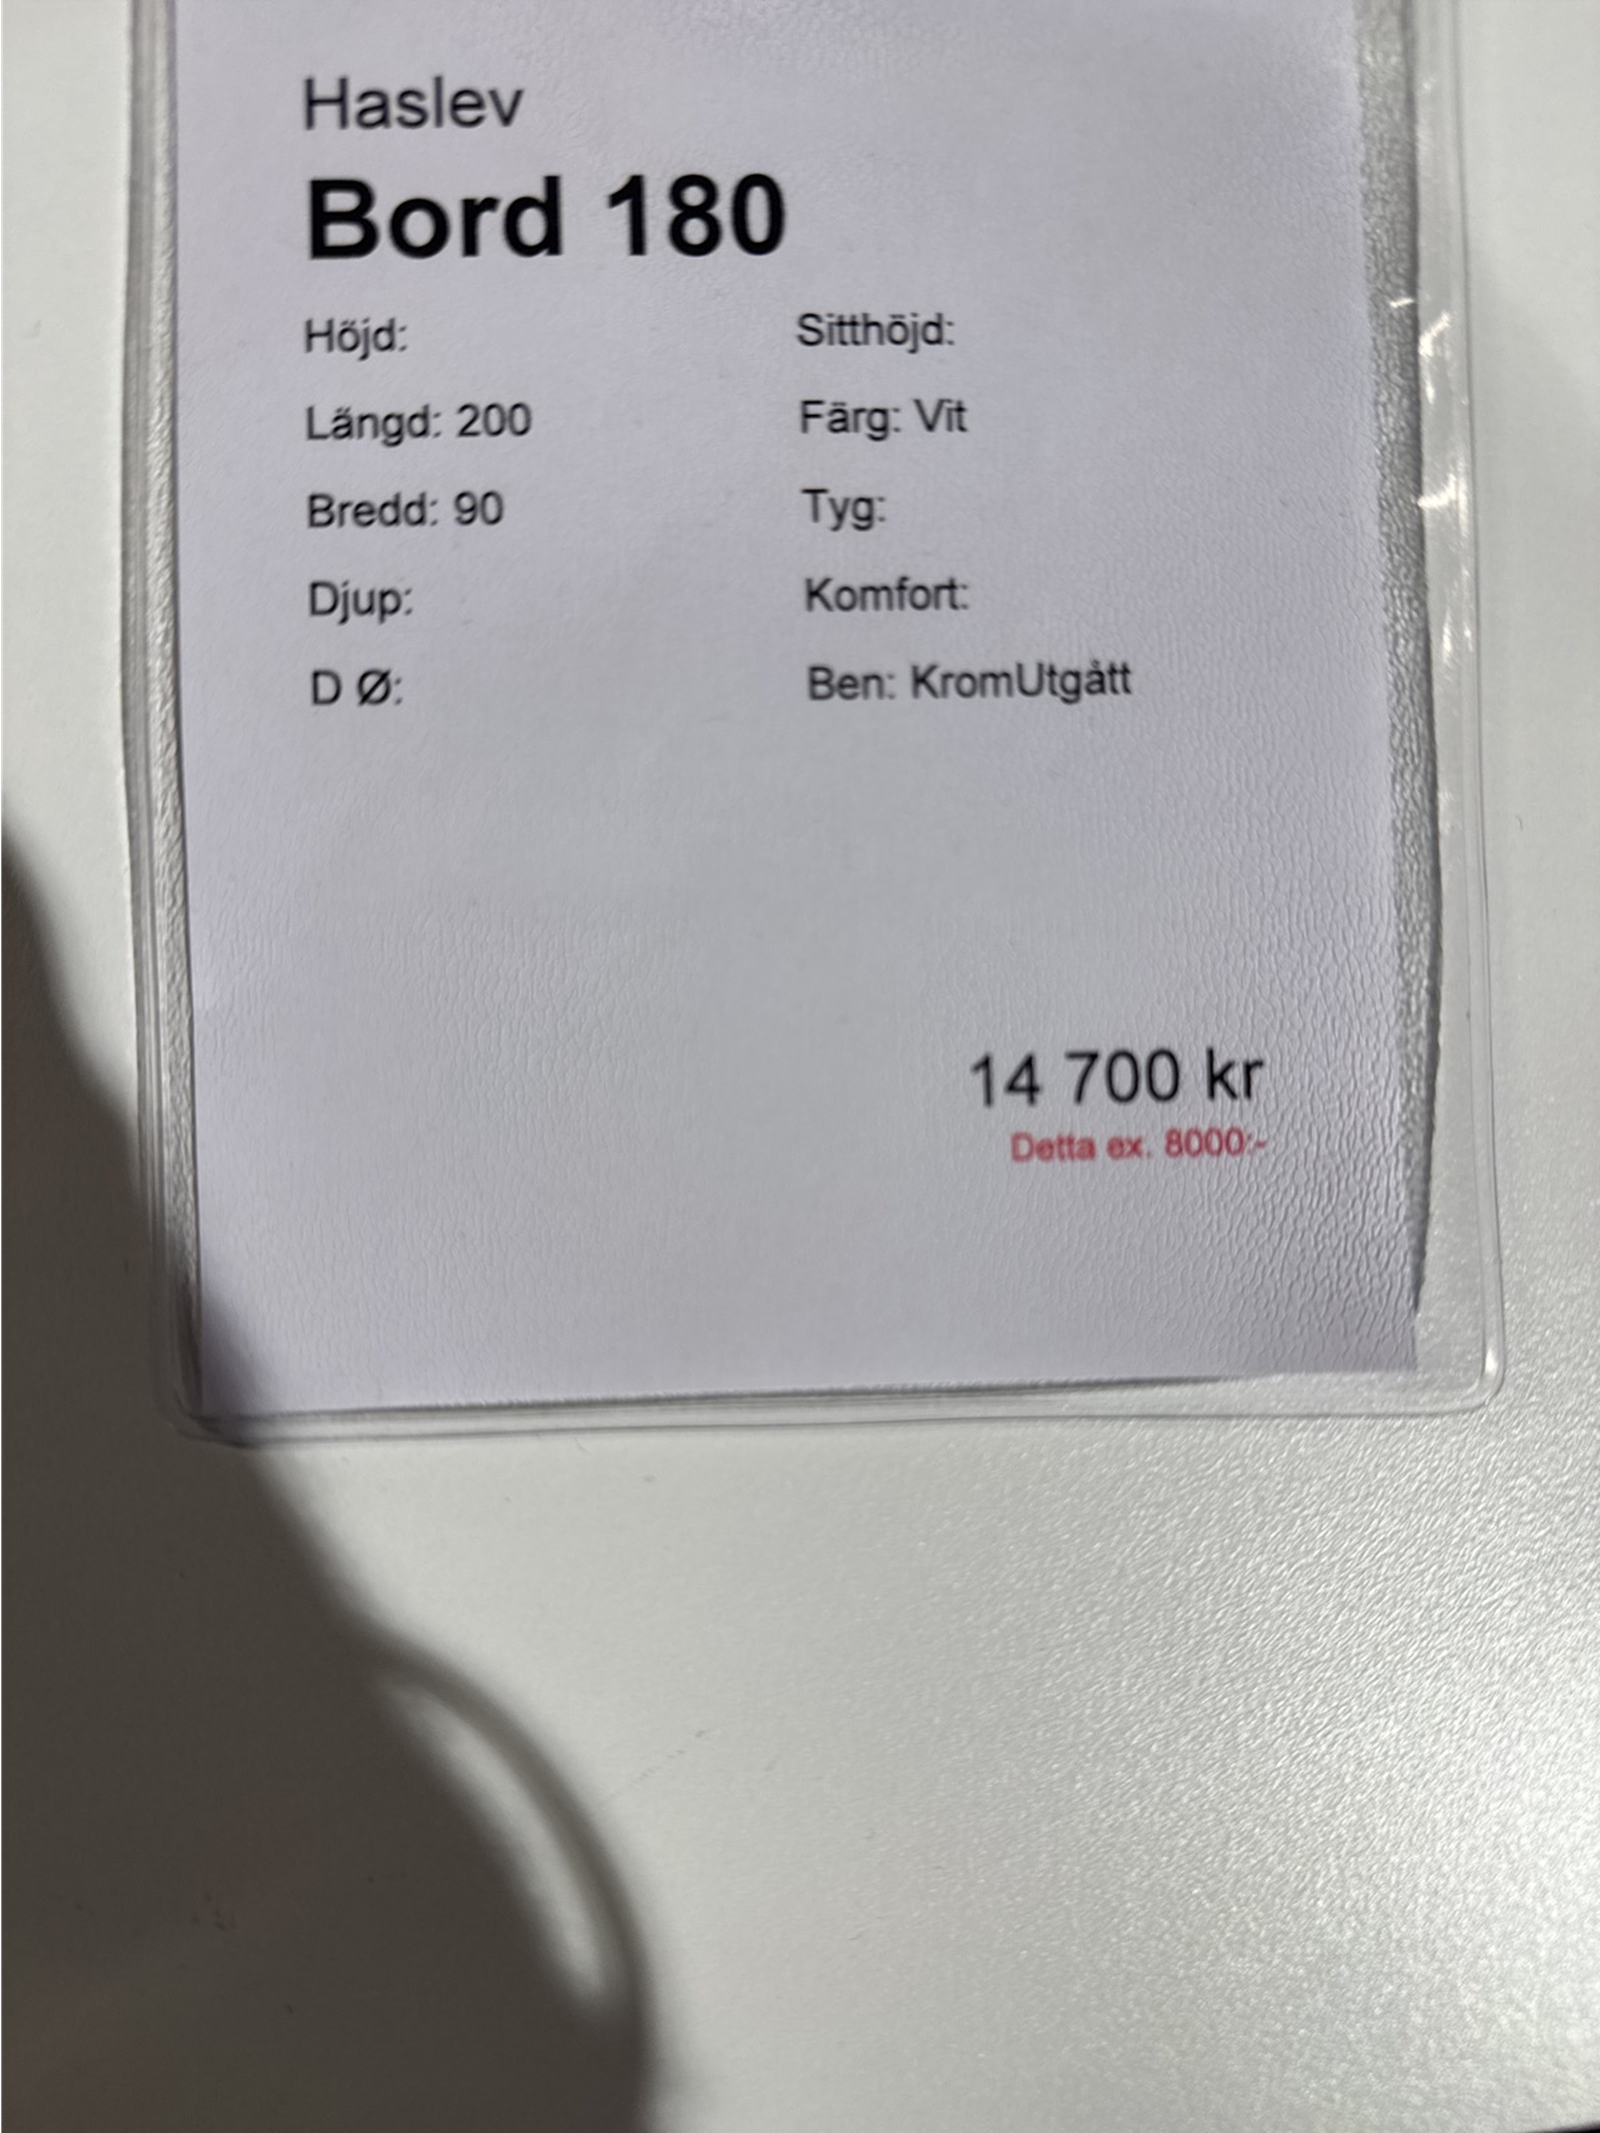 Haslev
Bord 180
Höjd:
Sitthöjd:
Längd: 200
Färg: Vit
Bredd: 90
Tyg:
Djup:
Komfort:
D Ø:
Ben: KromUtgått
14 700 kr
Detta ex. 8000:-